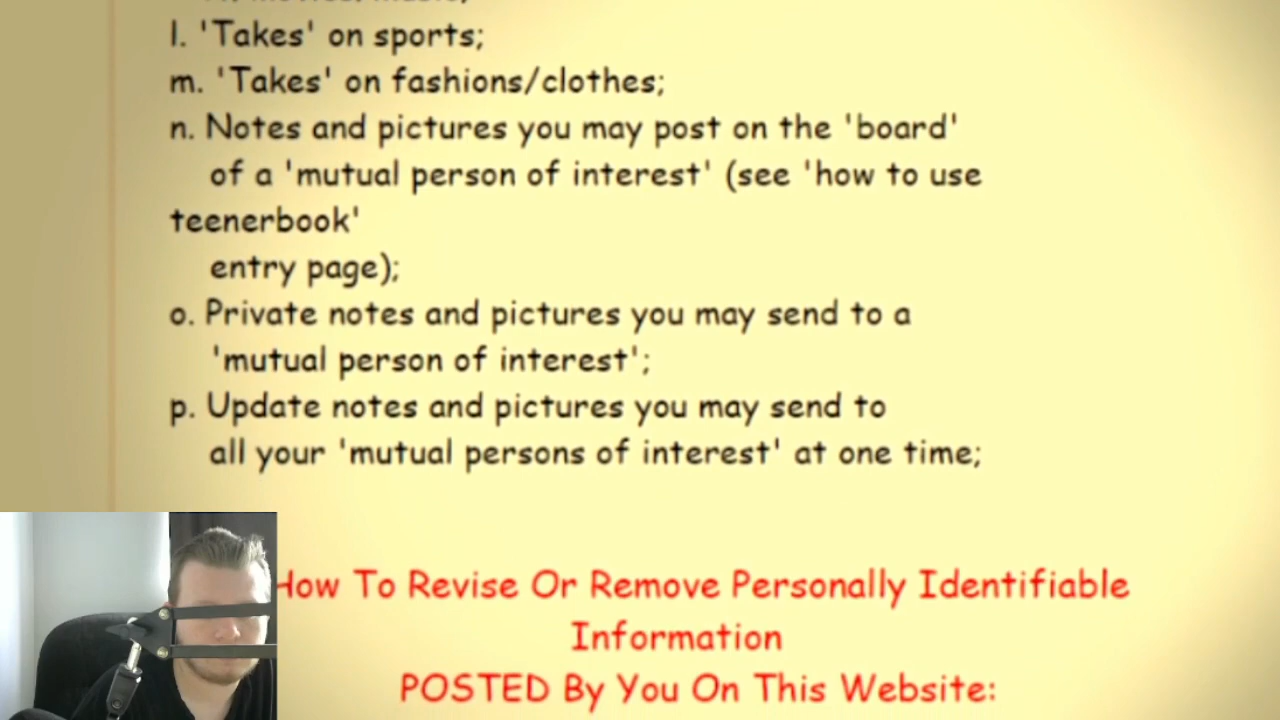 l. 'Takes' on sports;
m. 'Takes' on fashions/clothes;
n. Notes and pictures you may post on the 'board'
of a 'mutual person of interest' (see 'how to use
teenerbook'
entry page);
o. Private notes and pictures you may send to a
'mutual person of interest';
p. Update notes and pictures you may send to
all your 'mutual persons of interest' at one time;
How To Revise Or Remove Personally Identifiable
Information
POSTED By You On This Website: